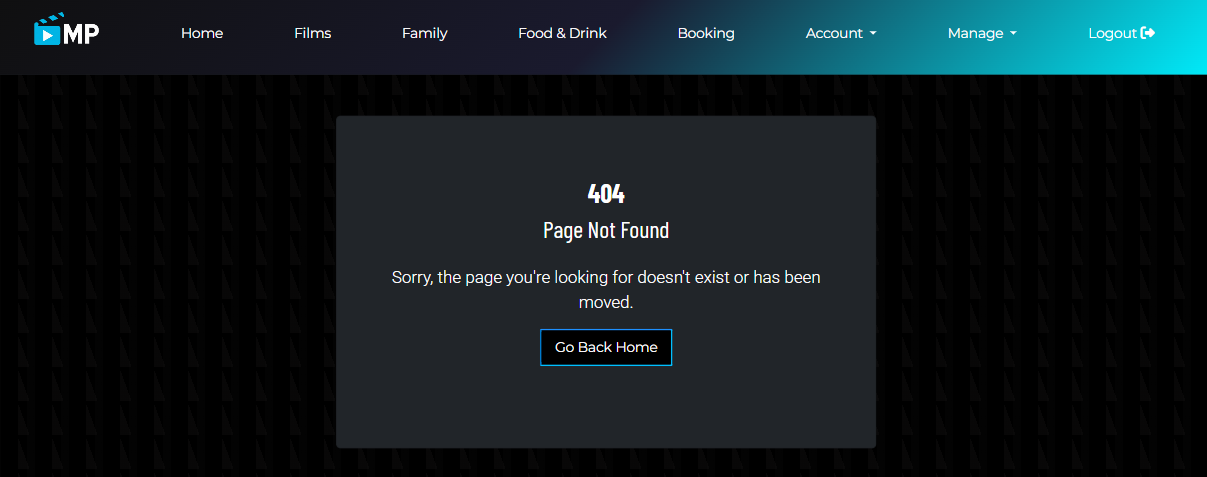 MP
Home
Films
Family
Food & Drink
Booking
Account
Manage
Logout
404
Page Not Found
Sorry, the page you're looking for doesn't exist or has been
moved.
Go Back Home